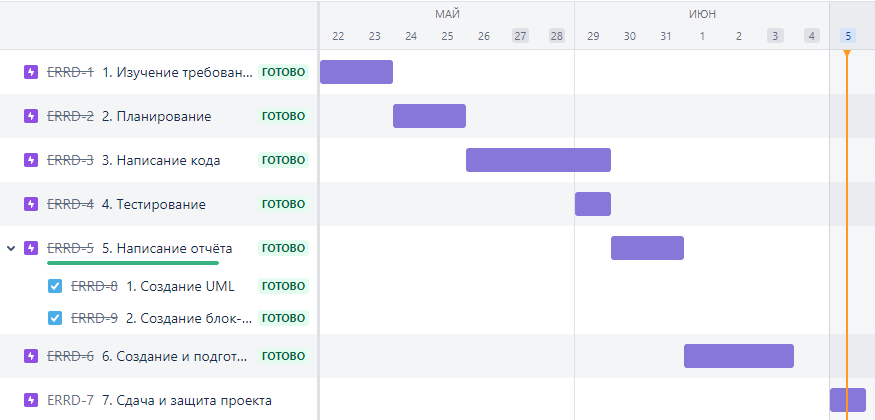 МАЙ ИЮН
22 23 24 25 26 27 28 29 30 31 1 2 3 4 5
ERRD-1 1. Изучение требован... ГОТОВО
ERRD-2 2. Планирование ГОТОВО
ERRD-3 3. Написание кода ГОТОВО
ERRD-4 4. Тестирование ГОТОВО
ERRD-5 5. Написание отчёта ГОТОВО
ERRD-8 1. Создание UML ГОТОВО
ERRD-9 2. Создание блок-... ГОТОВО
ERRD-6 6. Создание и подгот... ГОТОВО
ERRD-7 7. Сдача и защита проекта